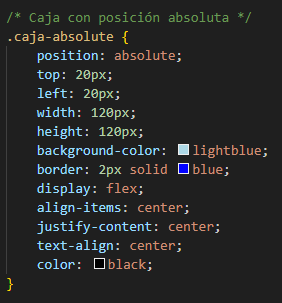 /* Caja con posición absoluta */
.caja-absolute {
    position: absolute;
    top: 20px;
    left: 20px;
    width: 120px;
    height: 120px;
    background-color: lightblue;
    border: 2px solid blue;
    display: flex;
    align-items: center;
    justify-content: center;
    text-align: center;
    color: black;
}